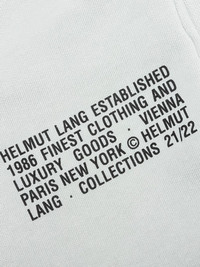 HELMUT LANG ESTABLISHED
1986 FINEST CLOTHING AND
LUXURY GOODS · VIENNA
PARIS NEW YORK © HELMUT
LANG · COLLECTIONS 21/22